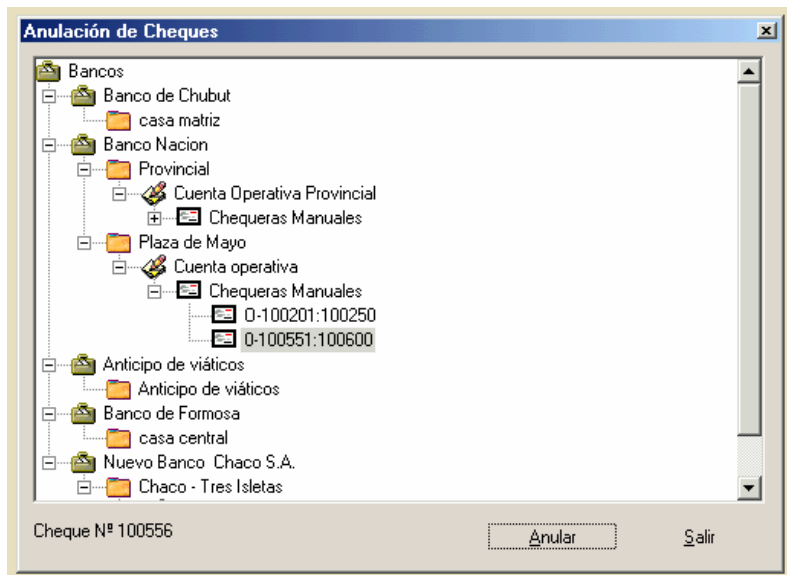 Anulación de Cheques
Bancos
Banco de Chubut
casa matriz
Banco Nacion
Provincial
Cuenta Operativa Provincial
Chequeras Manuales
Plaza de Mayo
Cuenta operativa
Chequeras Manuales
O-100201:100250
0-100551:100600
Anticipo de viáticos
Anticipo de viáticos
Banco de Formosa
casa central
Nuevo Banco Chaco S.A.
Chaco - Tres Isletas
Cheque Nº 100556
Anular Salir